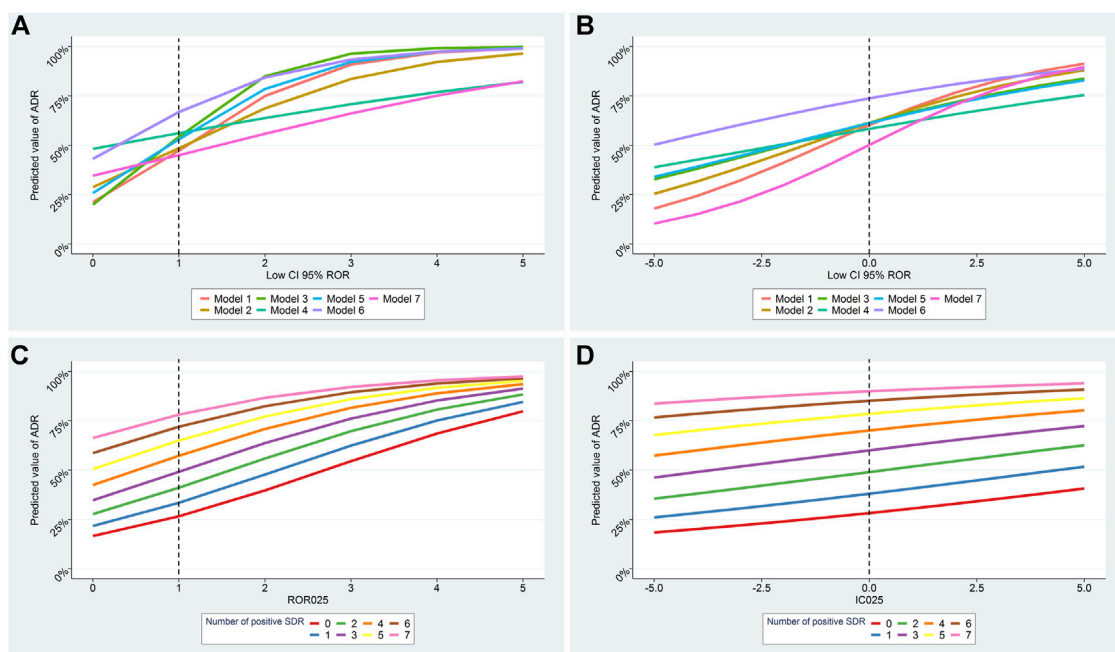 A
100%
75%
50%
25%
0%
Predicted value of ADR
0 1 2 3 4 5
Low CI 95% ROR
Model 1 Model 3 Model 5 Model 7
Model 2 Model 4 Model 6
B
100%
75%
50%
25%
0%
Predicted value of ADR
-5.0 -2.5 0.0 2.5 5.0
Low CI 95% ROR
Model 1 Model 3 Model 5 Model 7
Model 2 Model 4 Model 6
C
100%
75%
50%
25%
0%
Predicted value of ADR
0 1 2 3 4 5
ROR025
Number of positive SDR 0 2 4 6
1 3 5 7
D
100%
75%
50%
25%
0%
Predicted value of ADR
-5.0 -2.5 0.0 2.5 5.0
IC025
Number of positive SDR 0 2 4 6
1 3 5 7